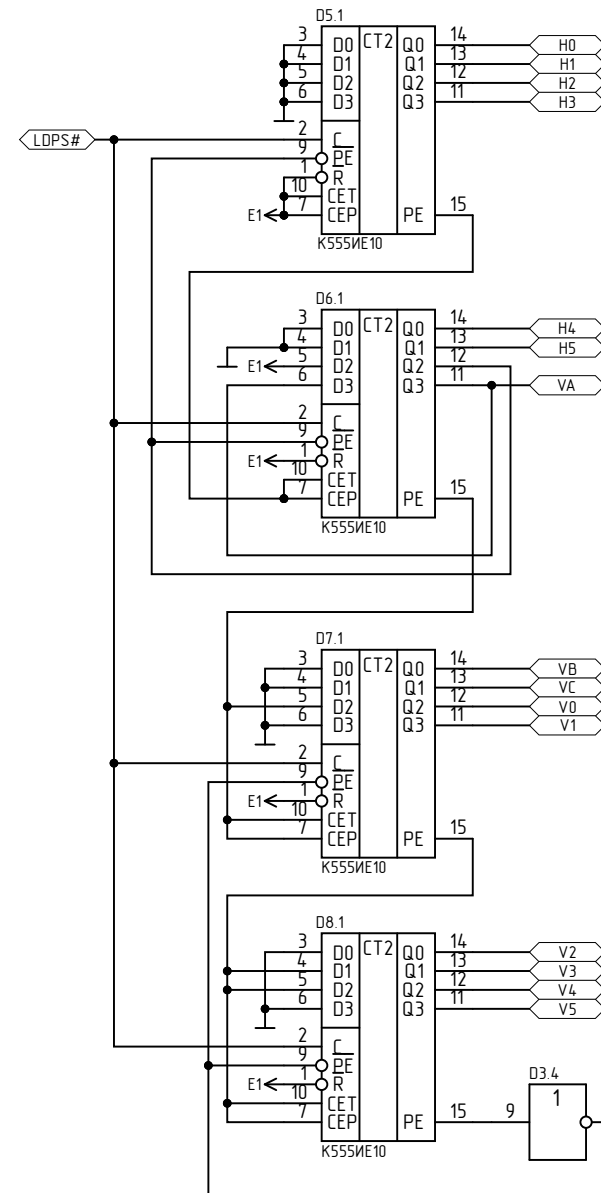 D5.1
3 D0 CT2 Q0 14 H0
4 D1 Q1 13 H1
5 D2 Q2 12 H2
6 D3 Q3 11 H3
LDPS# 2 C
9 PE
1 R
10 CET
E1 7 CEP PE 15
К555ИЕ10
D6.1
3 D0 CT2 Q0 14 H4
4 D1 Q1 13 H5
E1 5 D2 Q2 12
6 D3 Q3 11 VA
2 C
9 PE
E1 1 R
10 CET
7 CEP PE 15
К555ИЕ10
D7.1
3 D0 CT2 Q0 14 VB
4 D1 Q1 13 VC
5 D2 Q2 12 V0
6 D3 Q3 11 V1
2 C
9 PE
E1 1 R
10 CET
7 CEP PE 15
К555ИЕ10
D8.1
3 D0 CT2 Q0 14 V2
4 D1 Q1 13 V3
5 D2 Q2 12 V4
6 D3 Q3 11 V5
2 C
9 PE
E1 1 R
10 CET
7 CEP PE 15 9
К555ИЕ10
D3.4
1